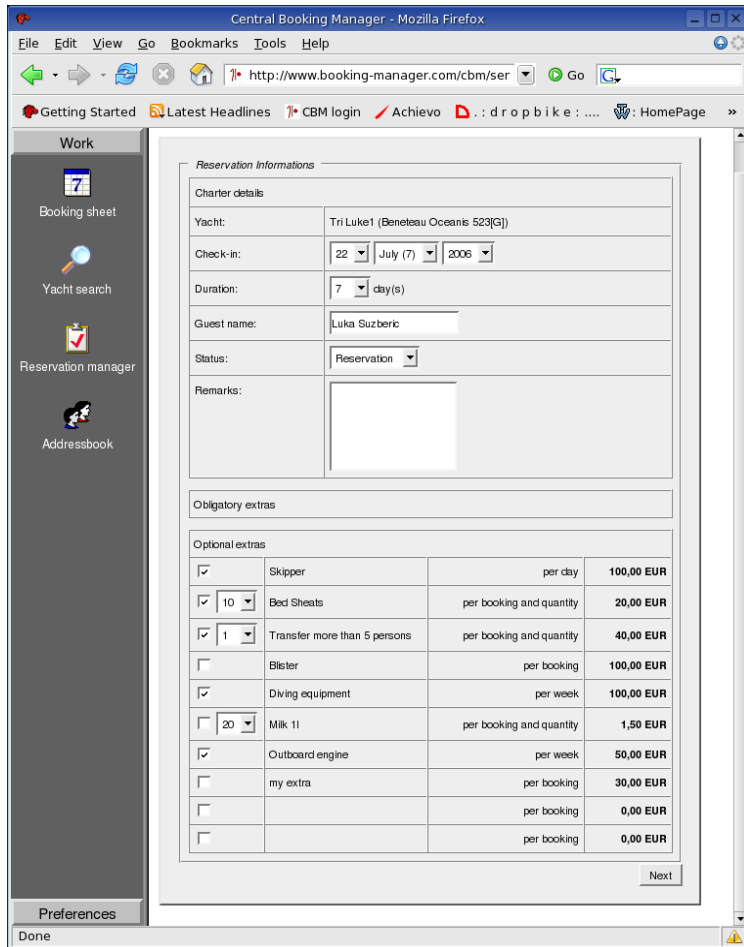 Central Booking Manager - Mozilla Firefox
File Edit View Go Bookmarks Tools Help
http://www.booking-manager.com/cbm/ser Go G
Getting Started Latest Headlines CBM login Achievo .: d r o p b i k e : .... : HomePage »
Work
7
Booking sheet
Yacht search
Reservation manager
Addressbook
Preferences
Reservation Informations
Charter details
Yacht: Tri Luke1 (Beneteau Oceanis 523[G])
Check-in: 22 July (7) 2006
Duration: 7 day(s)
Guest name: Luka Suzberic
Status: Reservation
Remarks:
Obligatory extras
Optional extras
Skipper per day 100,00 EUR
10 Bed Sheats per booking and quantity 20,00 EUR
1 Transfer more than 5 persons per booking and quantity 40,00 EUR
Blister per booking 100,00 EUR
Diving equipment per week 100,00 EUR
20 Milk 1l per booking and quantity 1,50 EUR
Outboard engine per week 50,00 EUR
my extra per booking 30,00 EUR
per booking 0,00 EUR
per booking 0,00 EUR
Next
Done